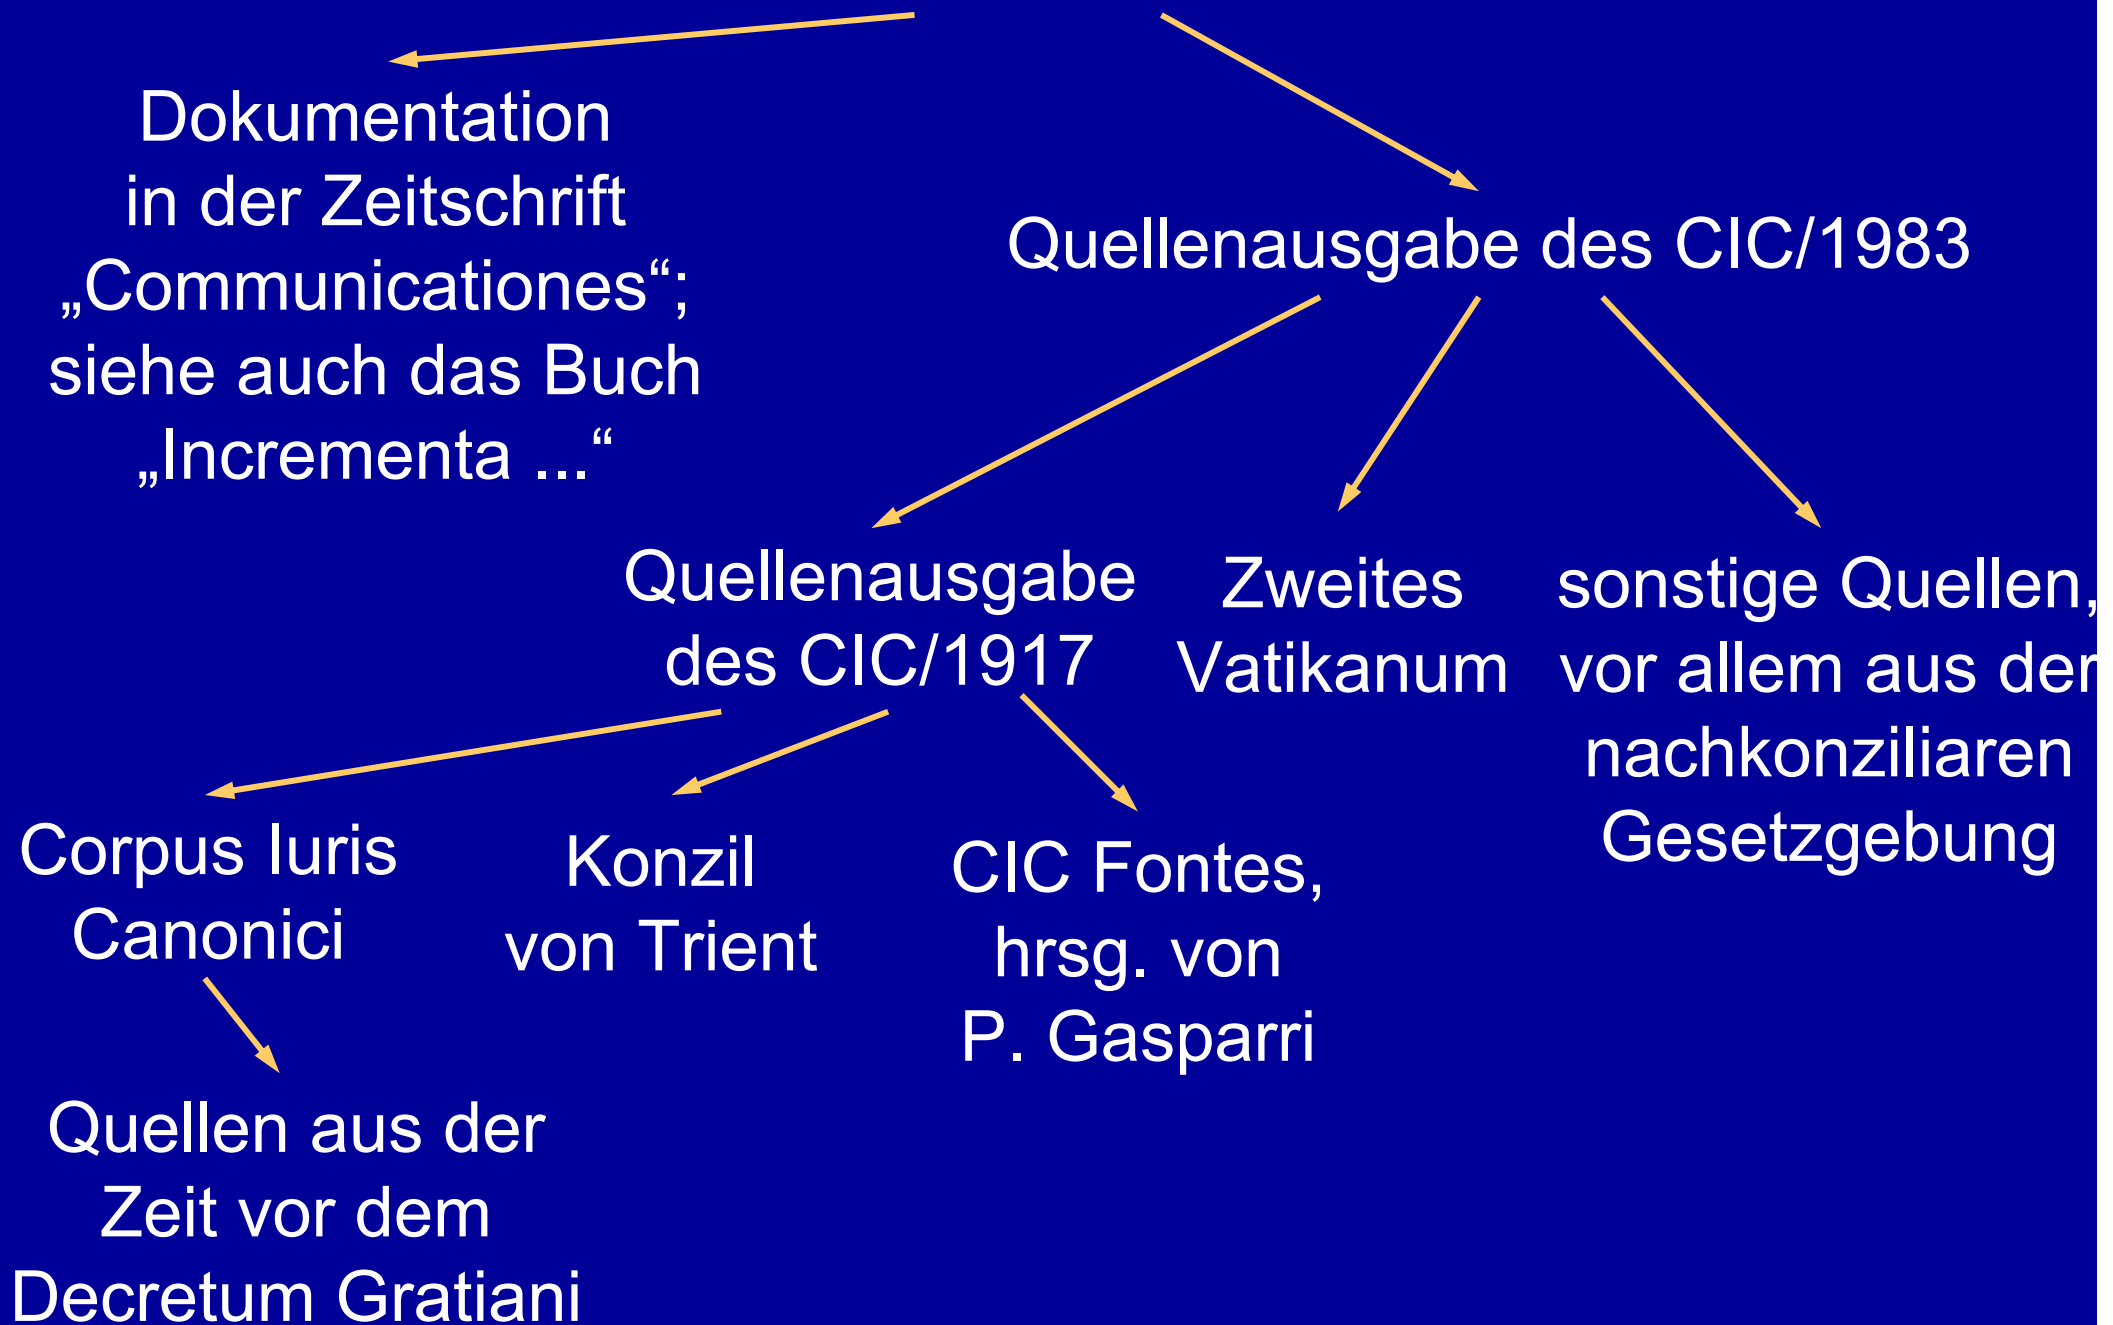 Dokumentation
in der Zeitschrift
„Communicationes“;
siehe auch das Buch
„Incrementa ...“
Quellenausgabe des CIC/1983
Quellenausgabe
des CIC/1917
Zweites
Vatikanum
sonstige Quellen,
vor allem aus der
nachkonziliaren
Gesetzgebung
Corpus Iuris
Canonici
Konzil
von Trient
CIC Fontes,
hrsg. von
P. Gasparri
Quellen aus der
Zeit vor dem
Decretum Gratiani